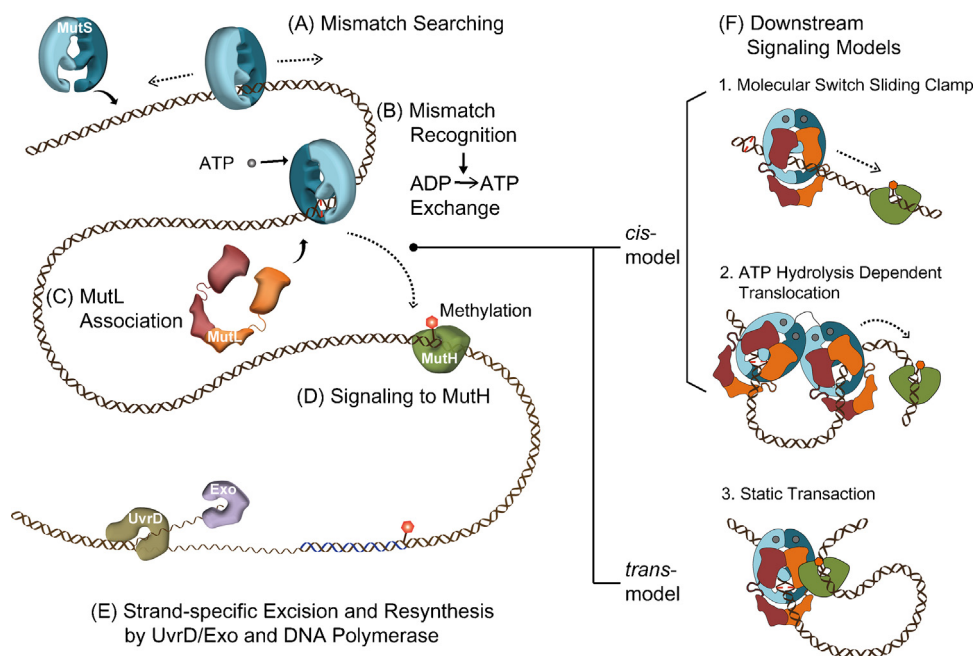 MutS
(A) Mismatch Searching
(B) Mismatch
Recognition
ATP
ADP → ATP
Exchange
(C) MutL
Association
MutL
Methylation
MutH
(D) Signaling to MutH
Exo
UvrD
(E) Strand-specific Excision and Resynthesis
by UvrD/Exo and DNA Polymerase
(F) Downstream
Signaling Models
1. Molecular Switch Sliding Clamp
cis-
model
2. ATP Hydrolysis Dependent
Translocation
3. Static Transaction
trans-
model